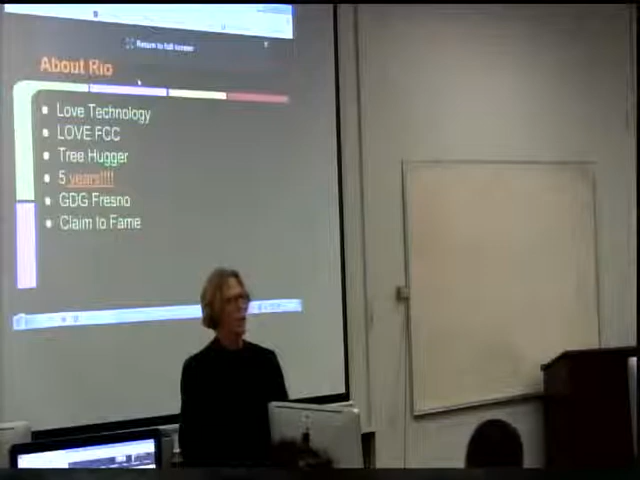 Return to full screen
About Rio
Love Technology
LOVE FCC
Tree Hugger
5 years!!!!
GDG Fresno
Claim to Fame